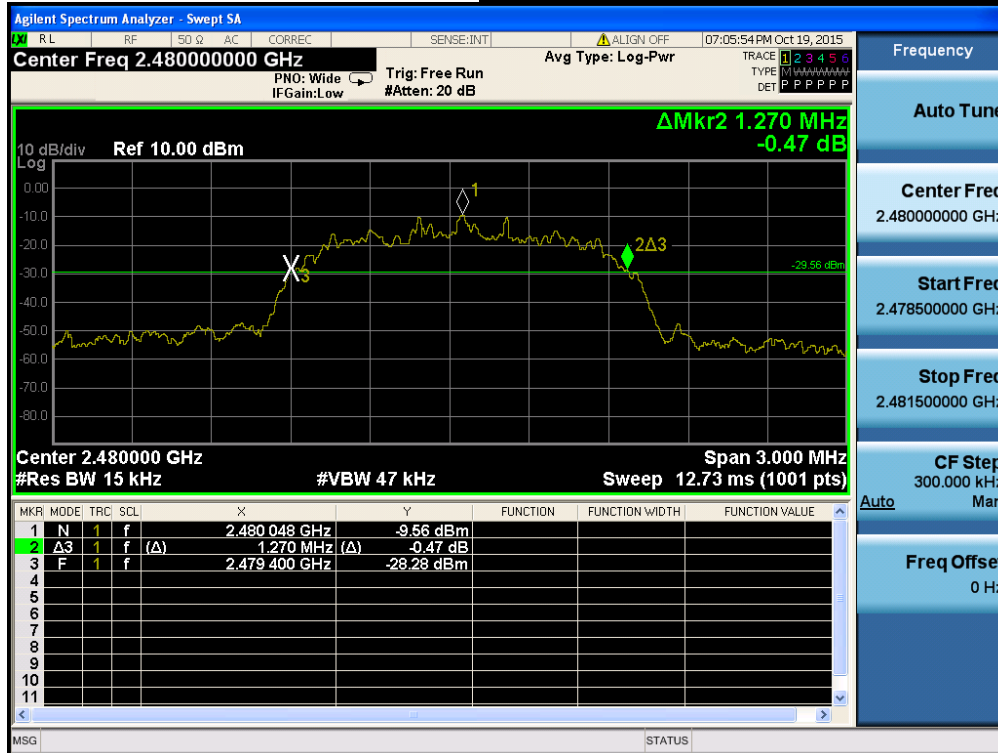 Agilent Spectrum Analyzer - Swept SA
LXI RL RF 50 Ω AC CORREC SENSE:INT ALIGN OFF 07:05:54 PM Oct 19, 2015
Center Freq 2.480000000 GHz
PNO: Wide
IFGain:Low
Trig: Free Run
#Atten: 20 dB
Avg Type: Log-Pwr
TRACE 1 2 3 4 5 6
TYPE M
DET P P P P P P
ΔMkr2 1.270 MHz
-0.47 dB
10 dB/div Ref 10.00 dBm
Log
0.00
-10.0
-20.0
-30.0
-40.0
-50.0
-60.0
-70.0
-80.0
1
2Δ3
3
-29.56 dBm
Center 2.480000 GHz Span 3.000 MHz
#Res BW 15 kHz #VBW 47 kHz Sweep 12.73 ms (1001 pts)
MKR MODE TRC SCL X Y FUNCTION FUNCTION WIDTH FUNCTION VALUE
1 N 1 f 2.480 048 GHz -9.56 dBm
2 Δ3 1 f (Δ) 1.270 MHz (Δ) -0.47 dB
3 F 1 f 2.479 400 GHz -28.28 dBm
4
5
6
7
8
9
10
11
MSG STATUS
Frequency
Auto Tune
Center Freq
2.480000000 GHz
Start Freq
2.478500000 GHz
Stop Freq
2.481500000 GHz
CF Step
300.000 kHz
Auto Man
Freq Offset
0 Hz